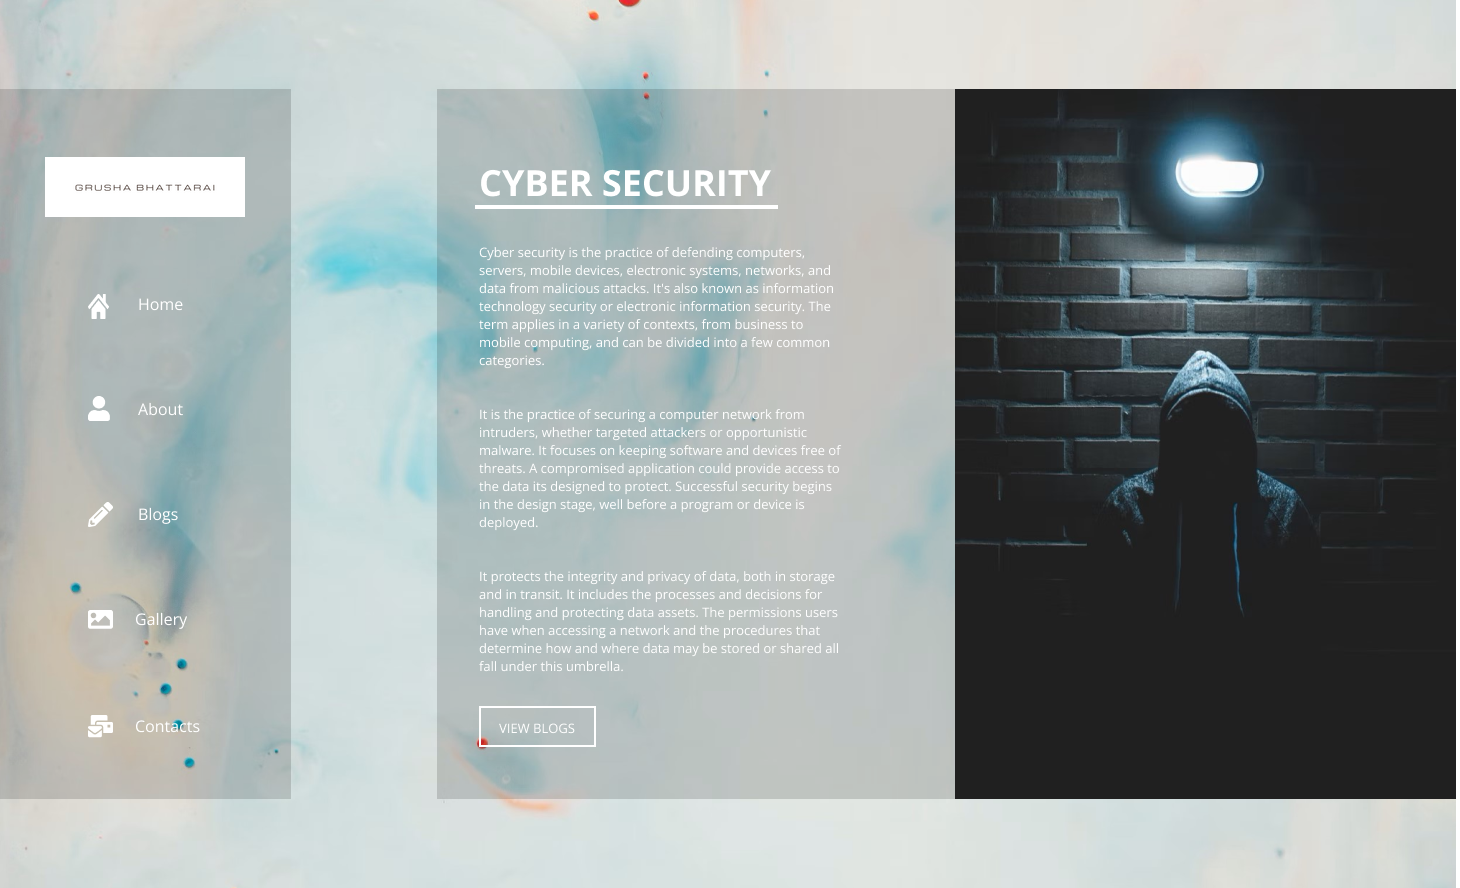 GRUSHA BHATTARAI
Home
About
Blogs
Gallery
Contacts
CYBER SECURITY
Cyber security is the practice of defending computers,
servers, mobile devices, electronic systems, networks, and
data from malicious attacks. It's also known as information
technology security or electronic information security. The
term applies in a variety of contexts, from business to
mobile computing, and can be divided into a few common
categories.
It is the practice of securing a computer network from
intruders, whether targeted attackers or opportunistic
malware. It focuses on keeping software and devices free of
threats. A compromised application could provide access to
the data its designed to protect. Successful security begins
in the design stage, well before a program or device is
deployed.
It protects the integrity and privacy of data, both in storage
and in transit. It includes the processes and decisions for
handling and protecting data assets. The permissions users
have when accessing a network and the procedures that
determine how and where data may be stored or shared all
fall under this umbrella.
VIEW BLOGS